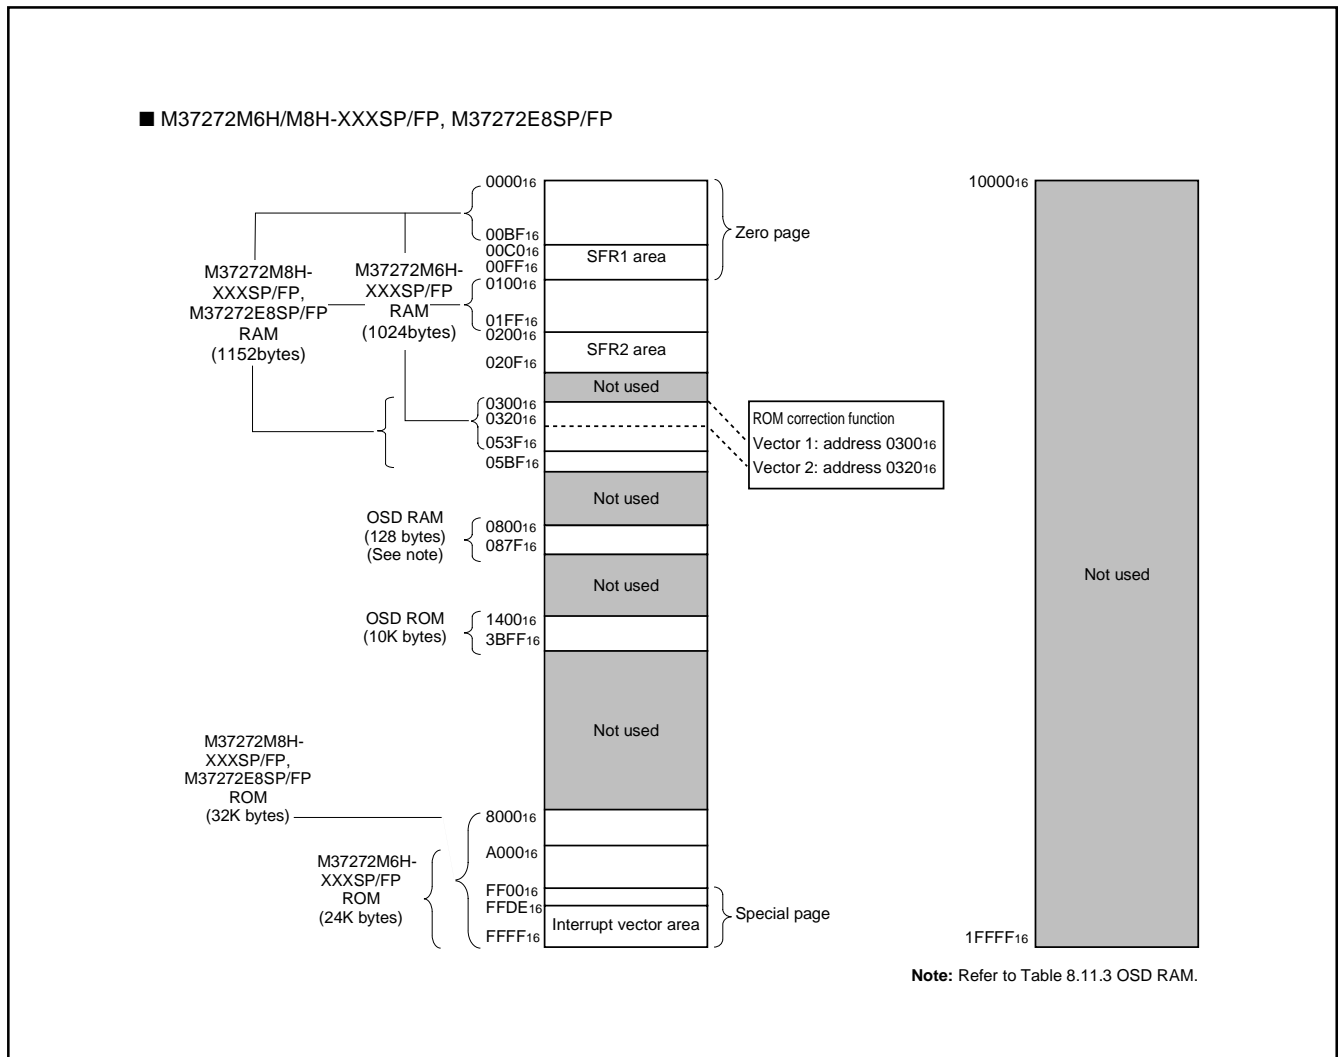 ■ M37272M6H/M8H-XXXSP/FP, M37272E8SP/FP
M37272M8H-
XXXSP/FP,
M37272E8SP/FP
RAM
(1152bytes)
M37272M6H-
XXXSP/FP
RAM
(1024bytes)
0000₁₆
00BF₁₆
00C0₁₆
00FF₁₆
0100₁₆
01FF₁₆
0200₁₆
020F₁₆
0300₁₆
0320₁₆
053F₁₆
05BF₁₆
SFR1 area
SFR2 area
Not used
Zero page
ROM correction function
Vector 1: address 0300₁₆
Vector 2: address 0320₁₆
Not used
OSD RAM
(128 bytes)
(See note)
0800₁₆
087F₁₆
Not used
OSD ROM
(10K bytes)
1400₁₆
3BFF₁₆
Not used
M37272M8H-
XXXSP/FP,
M37272E8SP/FP
ROM
(32K bytes)
M37272M6H-
XXXSP/FP
ROM
(24K bytes)
8000₁₆
A000₁₆
FF00₁₆
FFDE₁₆
FFFF₁₆
Interrupt vector area
Special page
10000₁₆
Not used
1FFFF₁₆
Note: Refer to Table 8.11.3 OSD RAM.